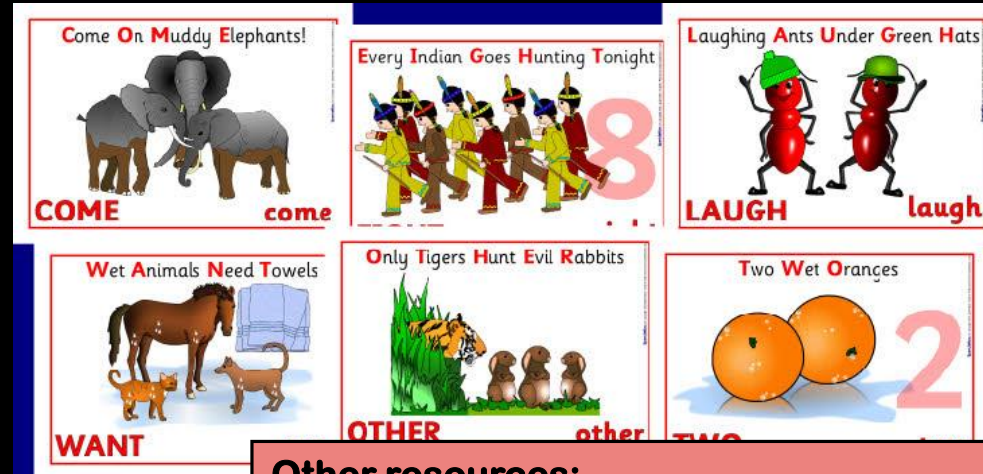 Come On Muddy Elephants!
COME come
Every Indian Goes Hunting Tonight
8
Laughing Ants Under Green Hats
LAUGH laugh
Wet Animals Need Towels
WANT
Only Tigers Hunt Evil Rabbits
OTHER other
Two Wet Oranges
2
TWO
Other resources: